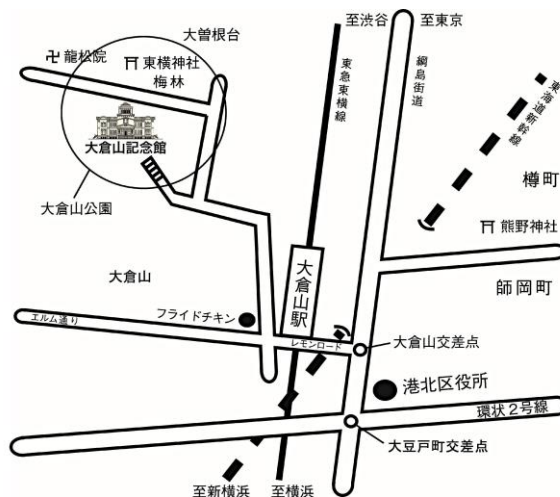 至渋谷
至東京
大曽根台
卍 龍松院
东横神社
梅林
東急東横線
綱島街道
東海道新幹線
大倉山記念館
樽町
大倉山公園
熊野神社
大倉山
大倉山駅
師岡町
エルム通り
フライドチキン
レモンロード
大倉山交差点
港北区役所
環状2号線
大豆戸町交差点
至新横浜
至横浜